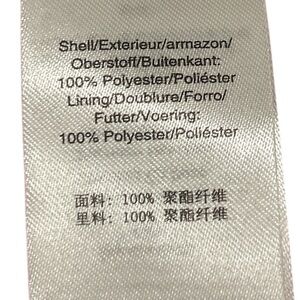 Shell/Exterieur/armazon/
Oberstoff/Buitenkant:
100% Polyester/Poliéster
Lining/Doublure/Forro/
Futter/Voering:
100% Polyester/Poliéster
面料: 100% 聚酯纤维
里料: 100% 聚酯纤维